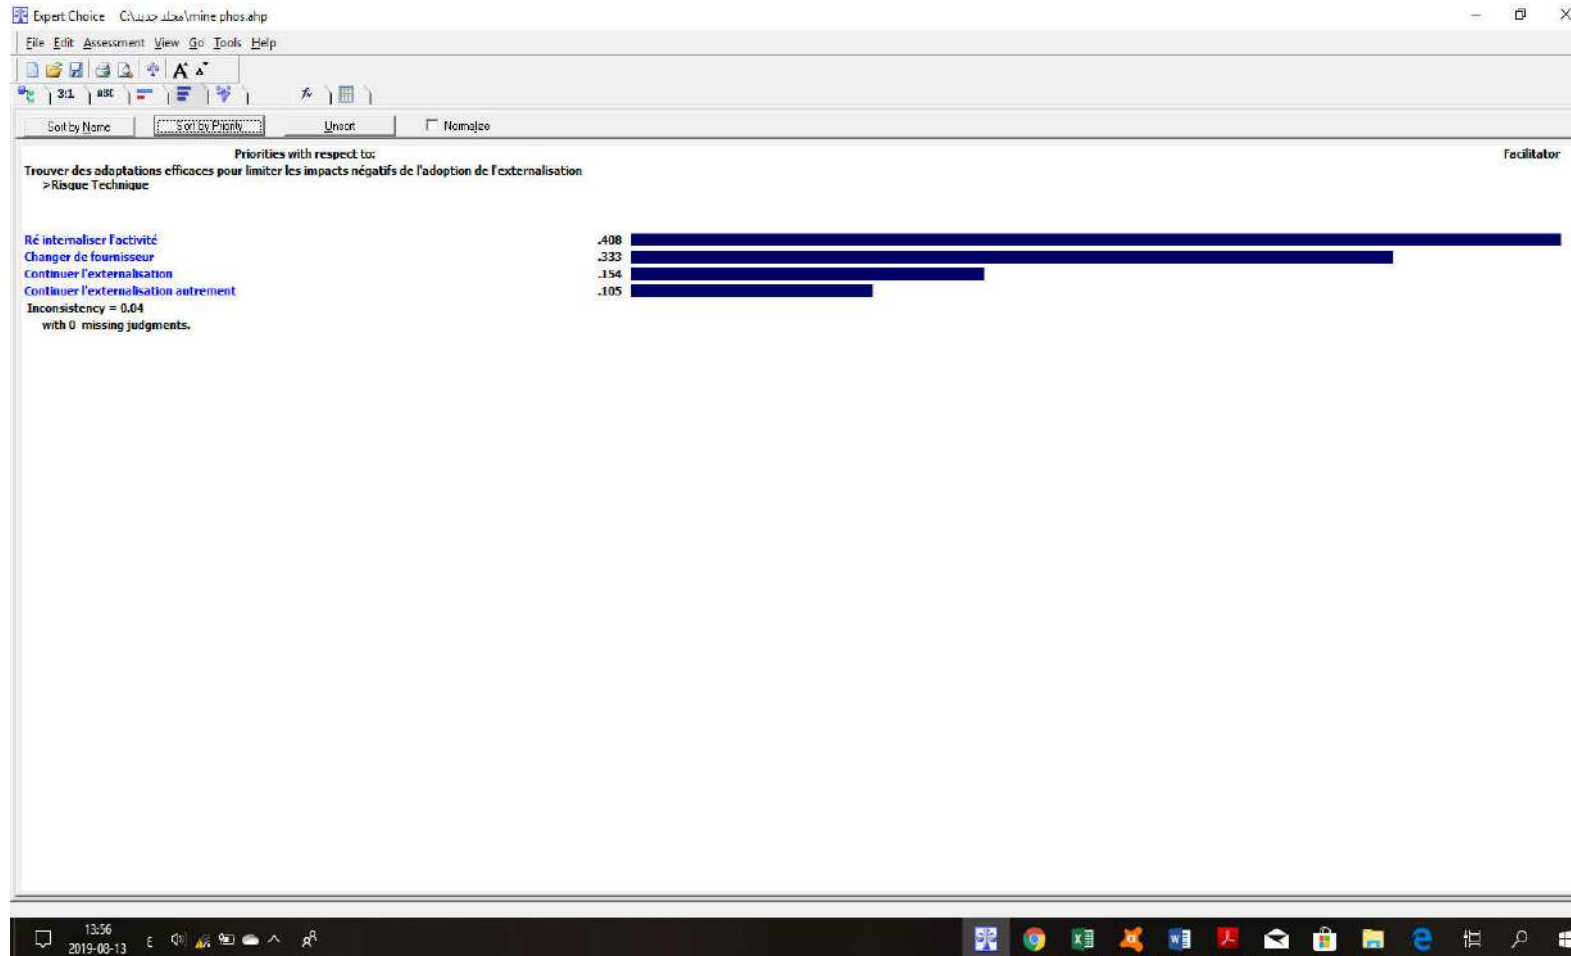 Expert Choice C:\مجلد جديد\mine phos.ahp
File Edit Assessment View Go Tools Help
3:1 ABC
Sort by Name Sort by Priority Unsort Normalize
Priorities with respect to: Facilitator
Trouver des adaptations efficaces pour limiter les impacts négatifs de l'adoption de l'externalisation
>Risque Technique
Ré internaliser l'activité .408
Changer de fournisseur .333
Continuer l'externalisation .154
Continuer l'externalisation autrement .105
Inconsistency = 0.04
with 0 missing judgments.
13:56
2019-08-13